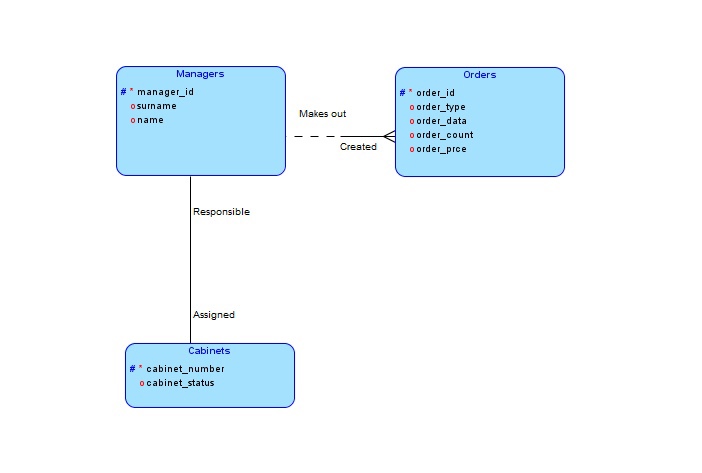 Managers
# * manager_id
o surname
o name
Makes out
Created
Orders
# * order_id
o order_type
o order_data
o order_count
o order_prce
Responsible
Assigned
Cabinets
# * cabinet_number
o cabinet_status